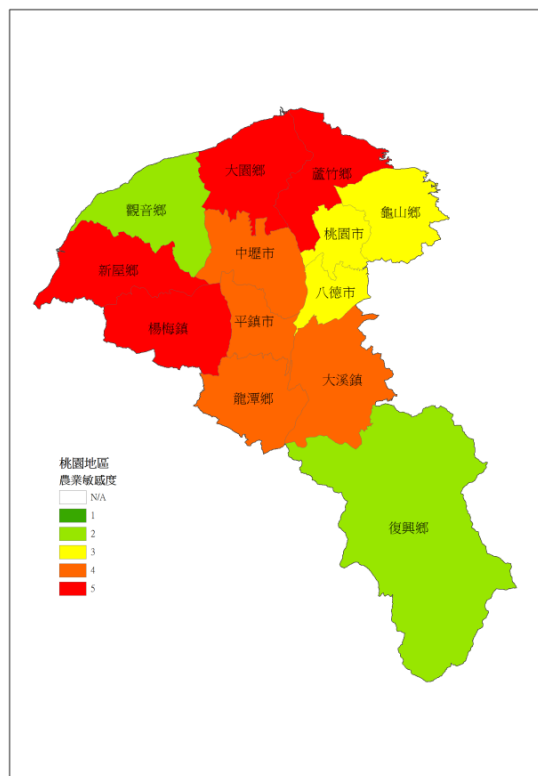 大園鄉
蘆竹鄉
觀音鄉
龜山鄉
桃園市
中壢市
新屋鄉
八德市
楊梅鎮
平鎮市
大溪鎮
龍潭鄉
復興鄉
桃園地區
農業敏感度
N/A
1
2
3
4
5